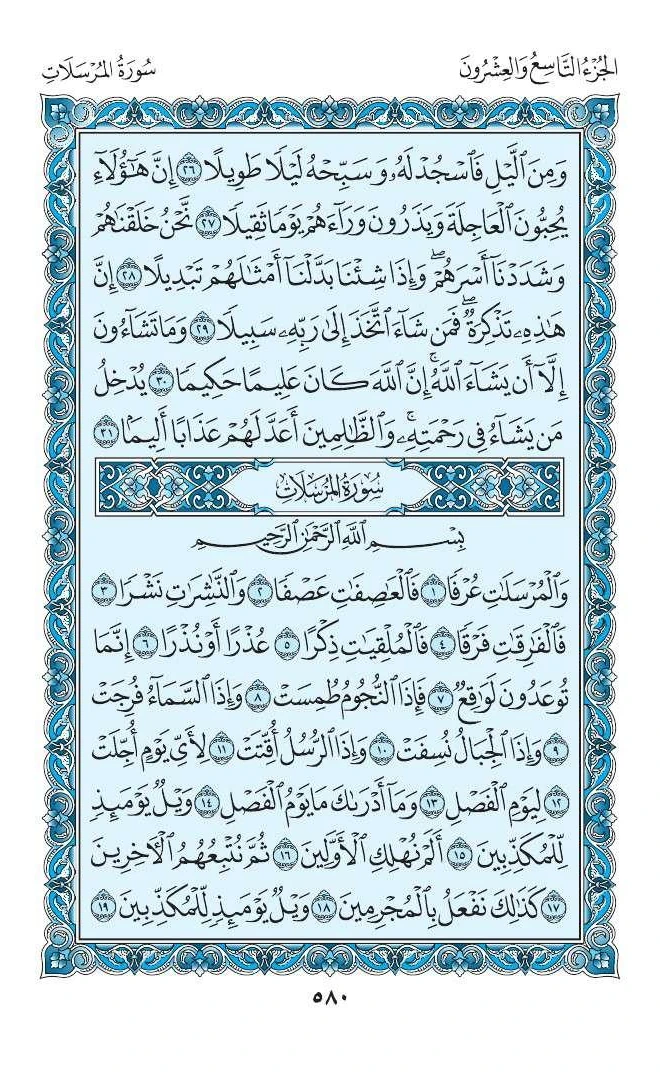 الجُزْءُ التَّاسِعُ وَالعِشْرُونَ
سُورَةُ المُرْسَلَات
وَمِنَ ٱلَّيْلِ فَٱسْجُدْ لَهُۥ وَسَبِّحْهُ لَيْلًا طَوِيلًا ٢٦ إِنَّ هَٰٓؤُلَآءِ
يُحِبُّونَ ٱلْعَاجِلَةَ وَيَذَرُونَ وَرَآءَهُمْ يَوْمًا ثَقِيلًا ٢٧ نَّحْنُ خَلَقْنَٰهُمْ
وَشَدَدْنَآ أَسْرَهُمْ ۖ وَإِذَا شِئْنَا بَدَّلْنَآ أَمْثَٰلَهُمْ تَبْدِيلًا ٢٨ إِنَّ
هَٰذِهِۦ تَذْكِرَةٌ ۖ فَمَن شَآءَ ٱتَّخَذَ إِلَىٰ رَبِّهِۦ سَبِيلًا ٢٩ وَمَا تَشَآءُونَ
إِلَّآ أَن يَشَآءَ ٱللَّهُ ۚ إِنَّ ٱللَّهَ كَانَ عَلِيمًا حَكِيمًا ٣٠ يُدْخِلُ
مَن يَشَآءُ فِى رَحْمَتِهِۦ ۚ وَٱلظَّٰلِمِينَ أَعَدَّ لَهُمْ عَذَابًا أَلِيمًۢا ٣١
سُورَةُ المُرْسَلَاتِ
بِسْمِ ٱللَّهِ ٱلرَّحْمَٰنِ ٱلرَّحِيمِ
وَٱلْمُرْسَلَٰتِ عُرْفًا ١ فَٱلْعَٰصِفَٰتِ عَصْفًا ٢ وَٱلنَّٰشِرَٰتِ نَشْرًا ٣
فَٱلْفَٰرِقَٰتِ فَرْقًا ٤ فَٱلْمُلْقِيَٰتِ ذِكْرًا ٥ عُذْرًا أَوْ نُذْرًا ٦ إِنَّمَا
تُوعَدُونَ لَوَٰقِعٌ ٧ فَإِذَا ٱلنُّجُومُ طُمِسَتْ ٨ وَإِذَا ٱلسَّمَآءُ فُرِجَتْ
٩ وَإِذَا ٱلْجِبَالُ نُسِفَتْ ١٠ وَإِذَا ٱلرُّسُلُ أُقِّتَتْ ١١ لِأَىِّ يَوْمٍ أُجِّلَتْ
١٢ لِيَوْمِ ٱلْفَصْلِ ١٣ وَمَآ أَدْرَىٰكَ مَا يَوْمُ ٱلْفَصْلِ ١٤ وَيْلٌ يَوْمَئِذٍ
لِّلْمُكَذِّبِينَ ١٥ أَلَمْ نُهْلِكِ ٱلْأَوَّلِينَ ١٦ ثُمَّ نُتْبِعُهُمُ ٱلْءَاخِرِينَ
١٧ كَذَٰلِكَ نَفْعَلُ بِٱلْمُجْرِمِينَ ١٨ وَيْلٌ يَوْمَئِذٍ لِّلْمُكَذِّبِينَ ١٩
٥٨٠